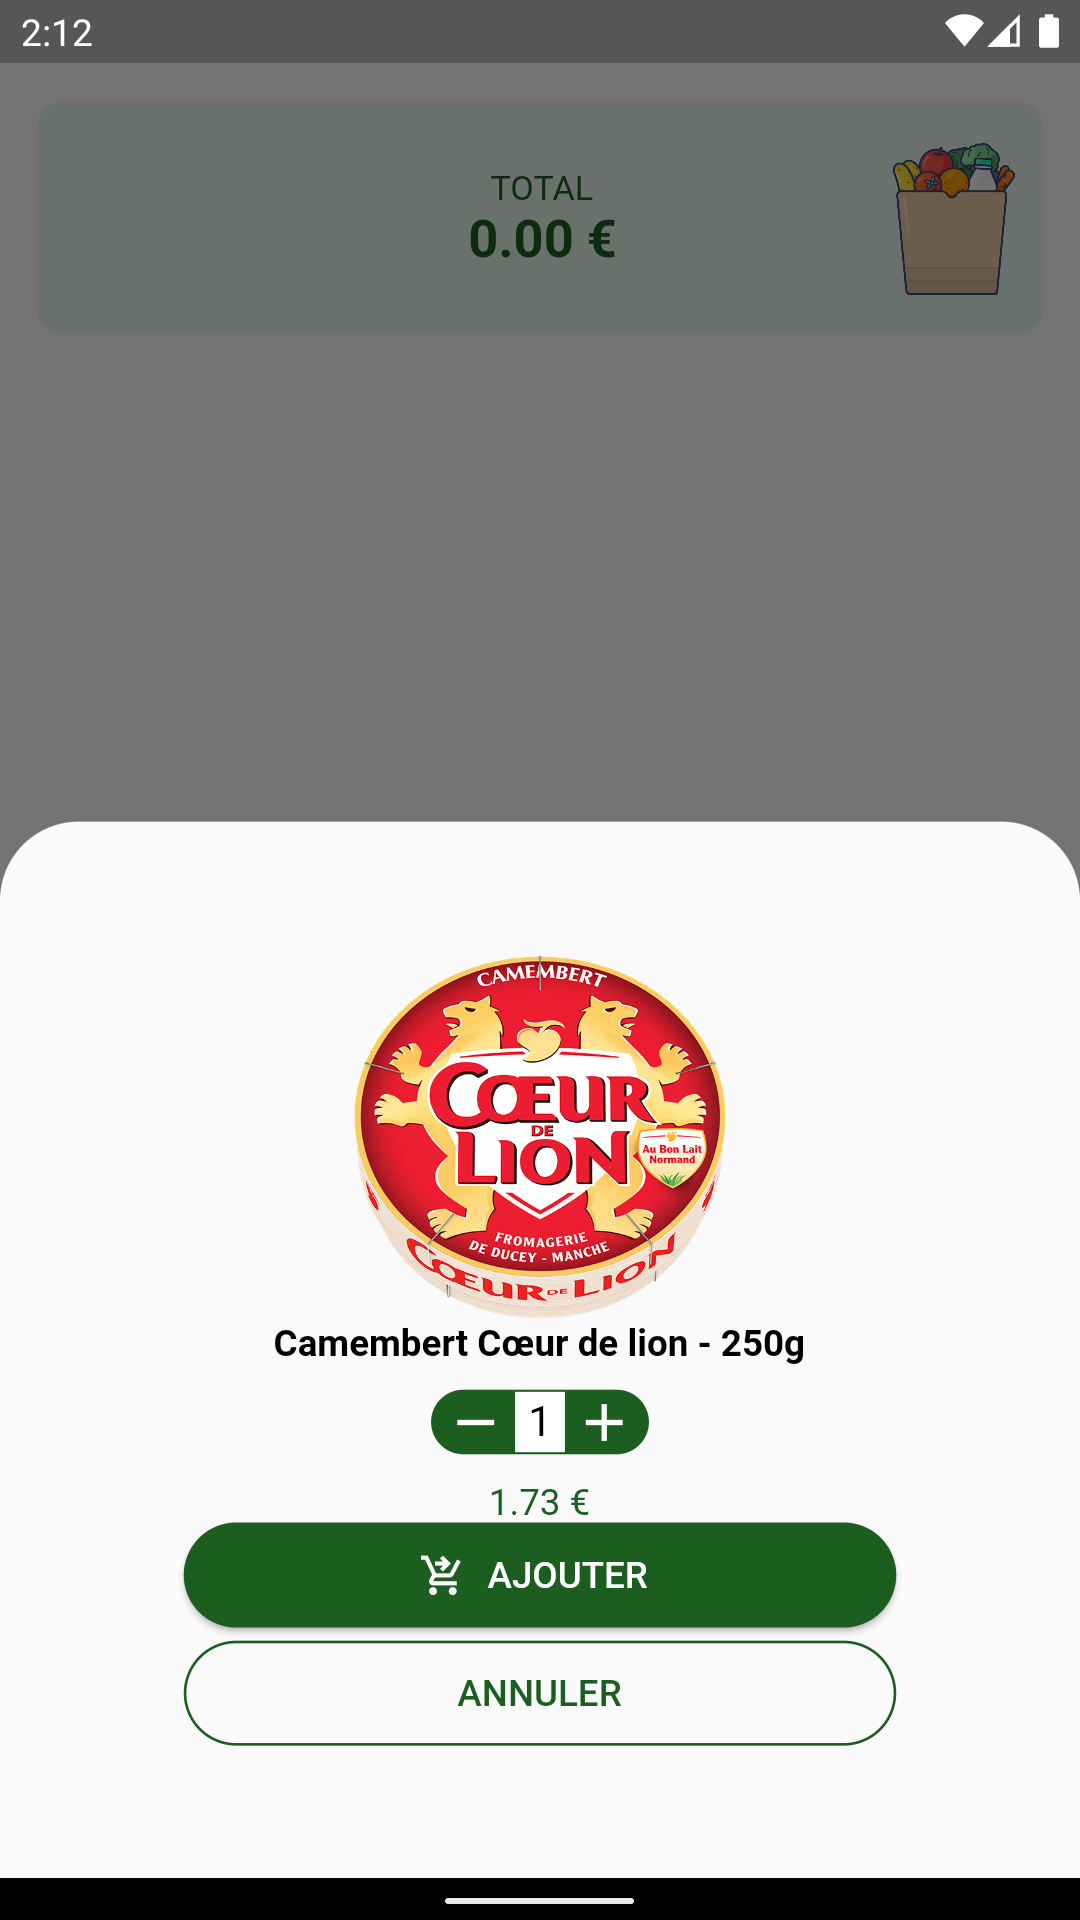 2:12
TOTAL
0.00 €
CAMEMBERT
CŒUR
DE
LION
Au Bon Lait
Normand
FROMAGERIE
DE DUCEY - MANCHE
CŒUR DE LION
Camembert Cœur de lion - 250g
1
1.73 €
AJOUTER
ANNULER